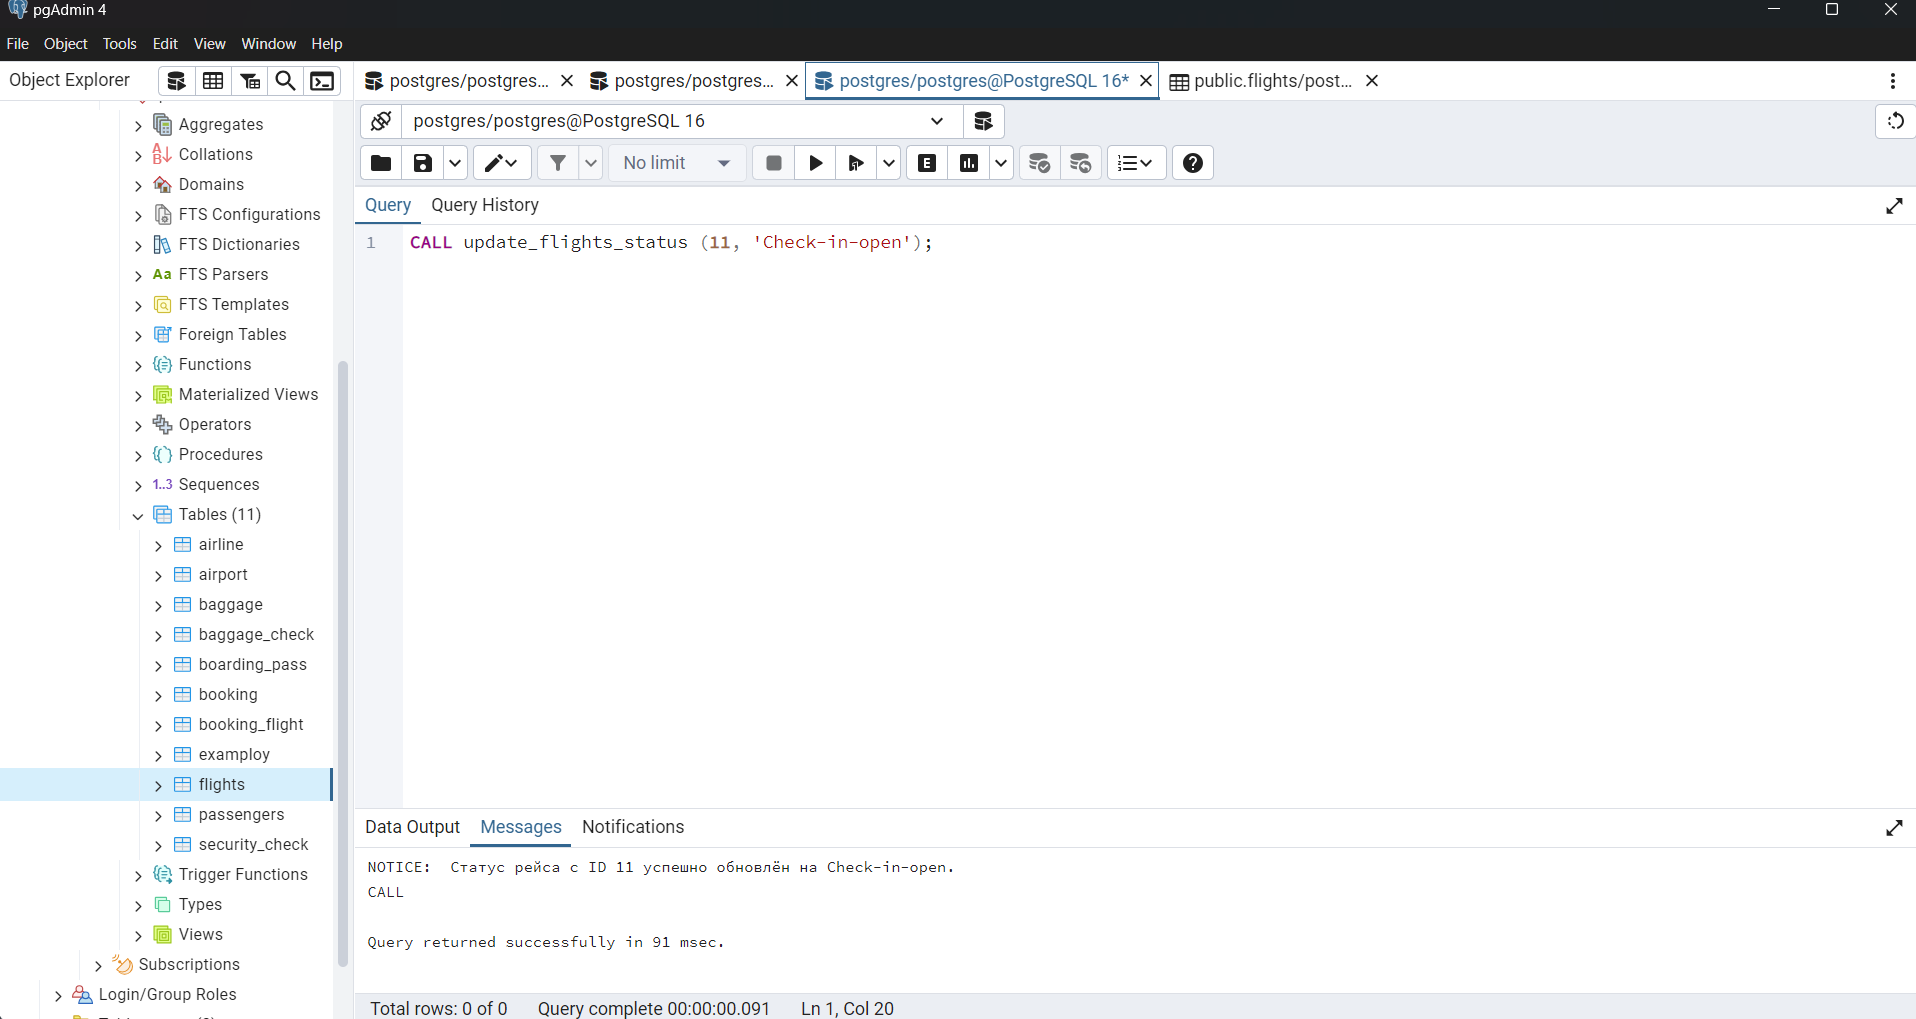 pgAdmin 4
File Object Tools Edit View Window Help
Object Explorer
postgres/postgres... postgres/postgres... postgres/postgres@PostgreSQL 16* public.flights/post...
postgres/postgres@PostgreSQL 16
No limit
Query Query History
1 CALL update_flights_status (11, 'Check-in-open');
Aggregates
Collations
Domains
FTS Configurations
FTS Dictionaries
FTS Parsers
FTS Templates
Foreign Tables
Functions
Materialized Views
Operators
Procedures
1..3 Sequences
Tables (11)
airline
airport
baggage
baggage_check
boarding_pass
booking
booking_flight
examploy
flights
passengers
security_check
Trigger Functions
Types
Views
Subscriptions
Login/Group Roles
Data Output Messages Notifications
NOTICE: Статус рейса с ID 11 успешно обновлён на Check-in-open.
CALL
Query returned successfully in 91 msec.
Total rows: 0 of 0 Query complete 00:00:00.091 Ln 1, Col 20